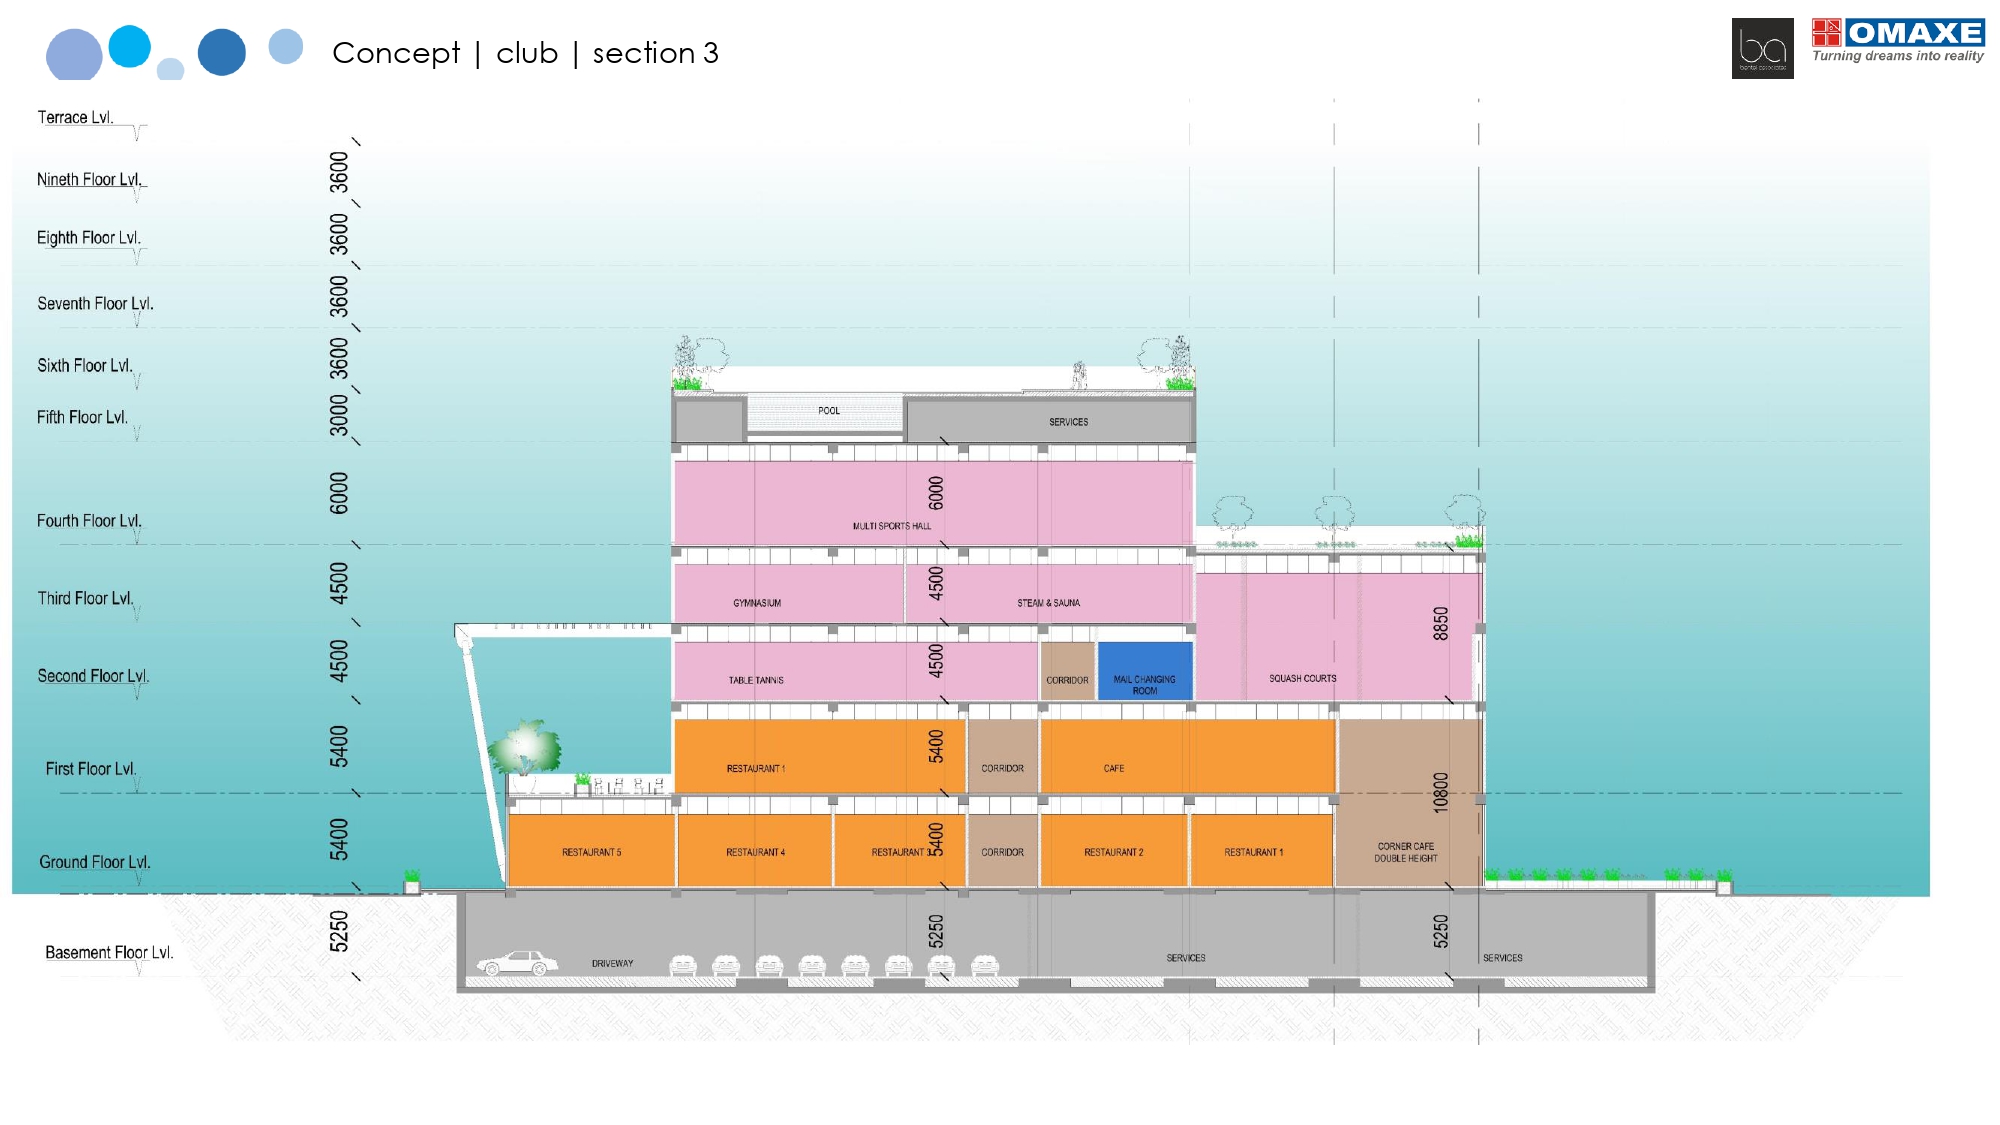 Concept | club | section 3
ba
OMAXE
Turning dreams into reality
Terrace Lvl.
3600
Nineth Floor Lvl.
3600
Eighth Floor Lvl.
3600
Seventh Floor Lvl.
3600
Sixth Floor Lvl.
3000
Fifth Floor Lvl.
POOL
SERVICES
6000
6000
MULTI SPORTS HALL
Fourth Floor Lvl.
4500
4500
GYMNASIUM
STEAM & SAUNA
Third Floor Lvl.
8850
4500
4500
TABLE TANNIS
CORRIDOR
MAIL CHANGING
ROOM
SQUASH COURTS
Second Floor Lvl.
5400
5400
RESTAURANT 1
CORRIDOR
CAFE
First Floor Lvl.
10800
5400
5400
RESTAURANT 5
RESTAURANT 4
RESTAURANT 3
CORRIDOR
RESTAURANT 2
RESTAURANT 1
CORNER CAFE
DOUBLE HEIGHT
Ground Floor Lvl.
5250
5250
5250
Basement Floor Lvl.
DRIVEWAY
SERVICES
SERVICES